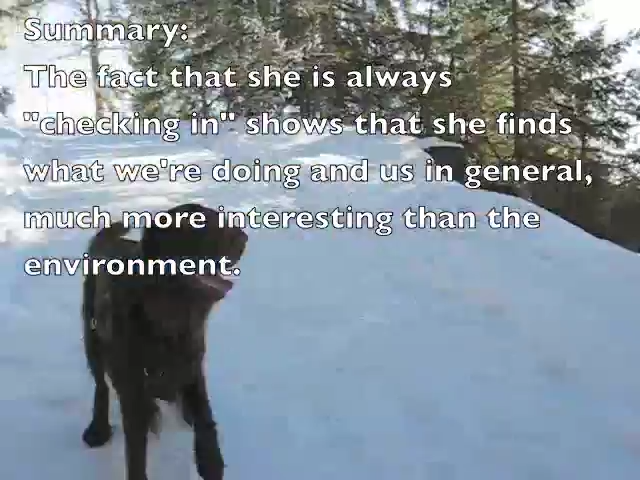 Summary:
The fact that she is always
"checking in" shows that she finds
what we're doing and us in general,
much more interesting than the
environment.